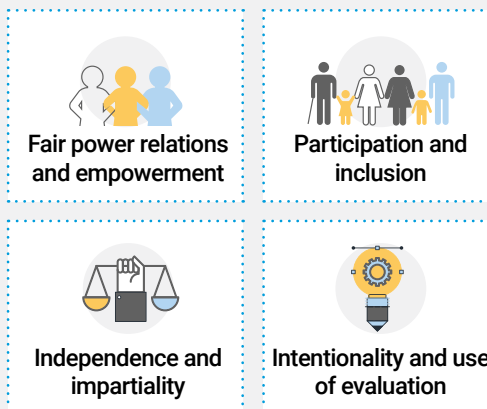 Fair power relations
and empowerment
Participation and
inclusion
Independence and
impartiality
Intentionality and use
of evaluation